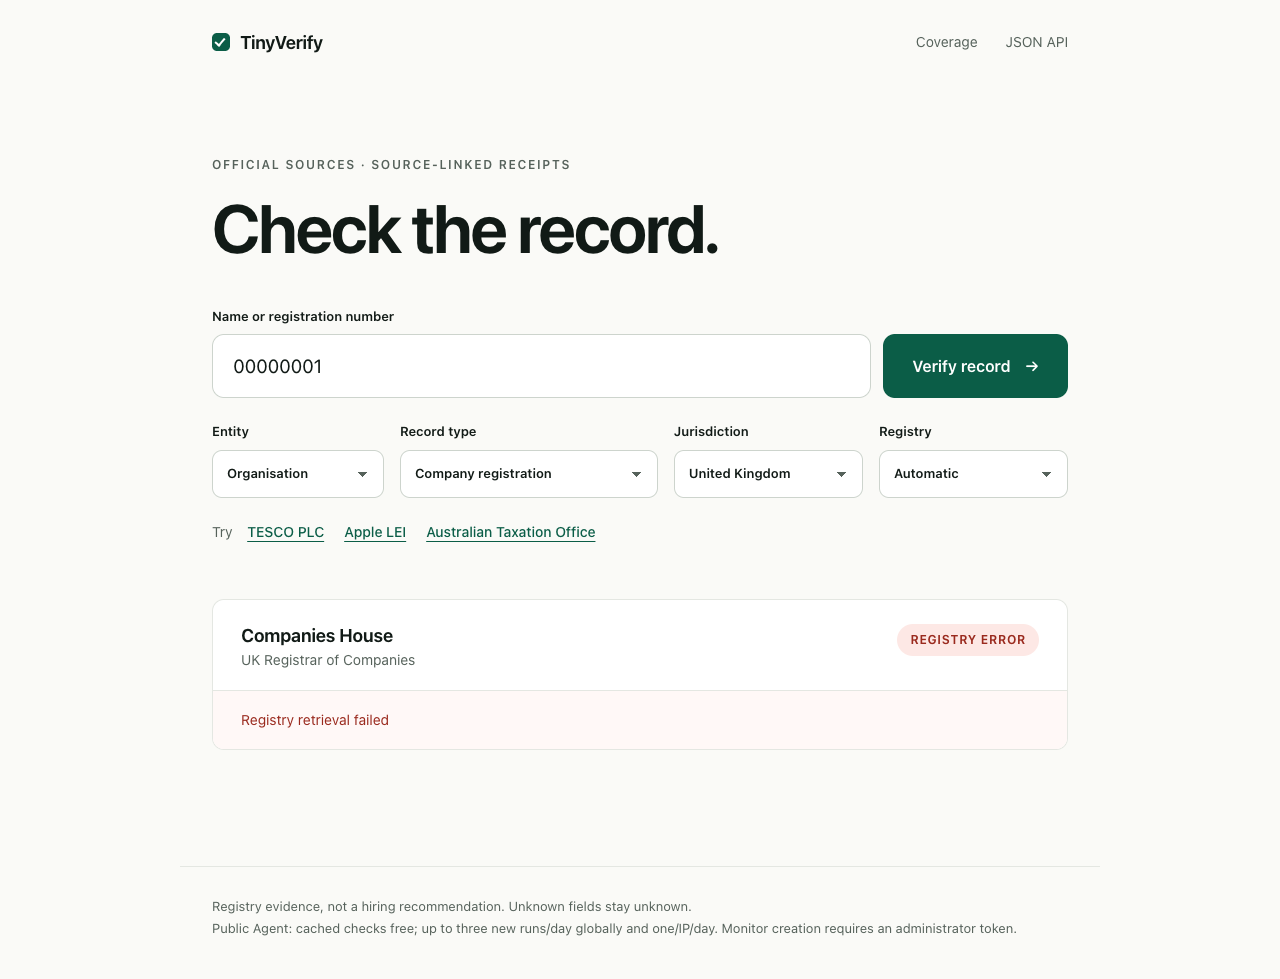 TinyVerify
Coverage JSON API
OFFICIAL SOURCES · SOURCE-LINKED RECEIPTS
Check the record.
Name or registration number
00000001
Verify record →
Entity Record type Jurisdiction Registry
Organisation Company registration United Kingdom Automatic
Try TESCO PLC Apple LEI Australian Taxation Office
Companies House
REGISTRY ERROR
UK Registrar of Companies
Registry retrieval failed
Registry evidence, not a hiring recommendation. Unknown fields stay unknown.
Public Agent: cached checks free; up to three new runs/day globally and one/IP/day. Monitor creation requires an administrator token.